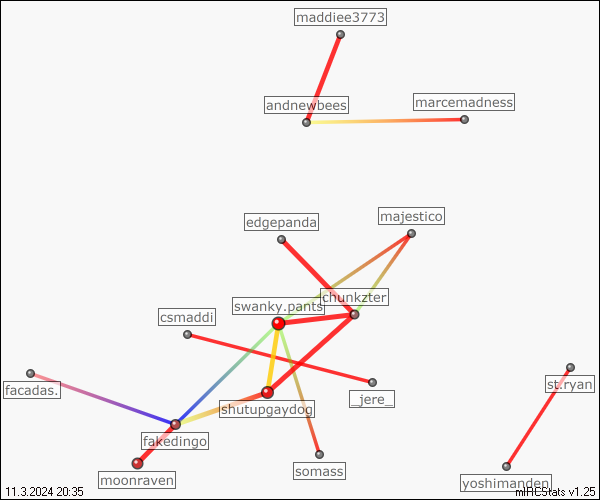 maddiee3773
andnewbees
marcemadness
edgepanda
majestico
swanky.pants
chunkzter
csmaddi
facadas.
_jere_
st.ryan
shutupgaydog
fakedingo
moonraven
somass
yoshimanden
11.3.2024 20:35
mIRCStats v1.25